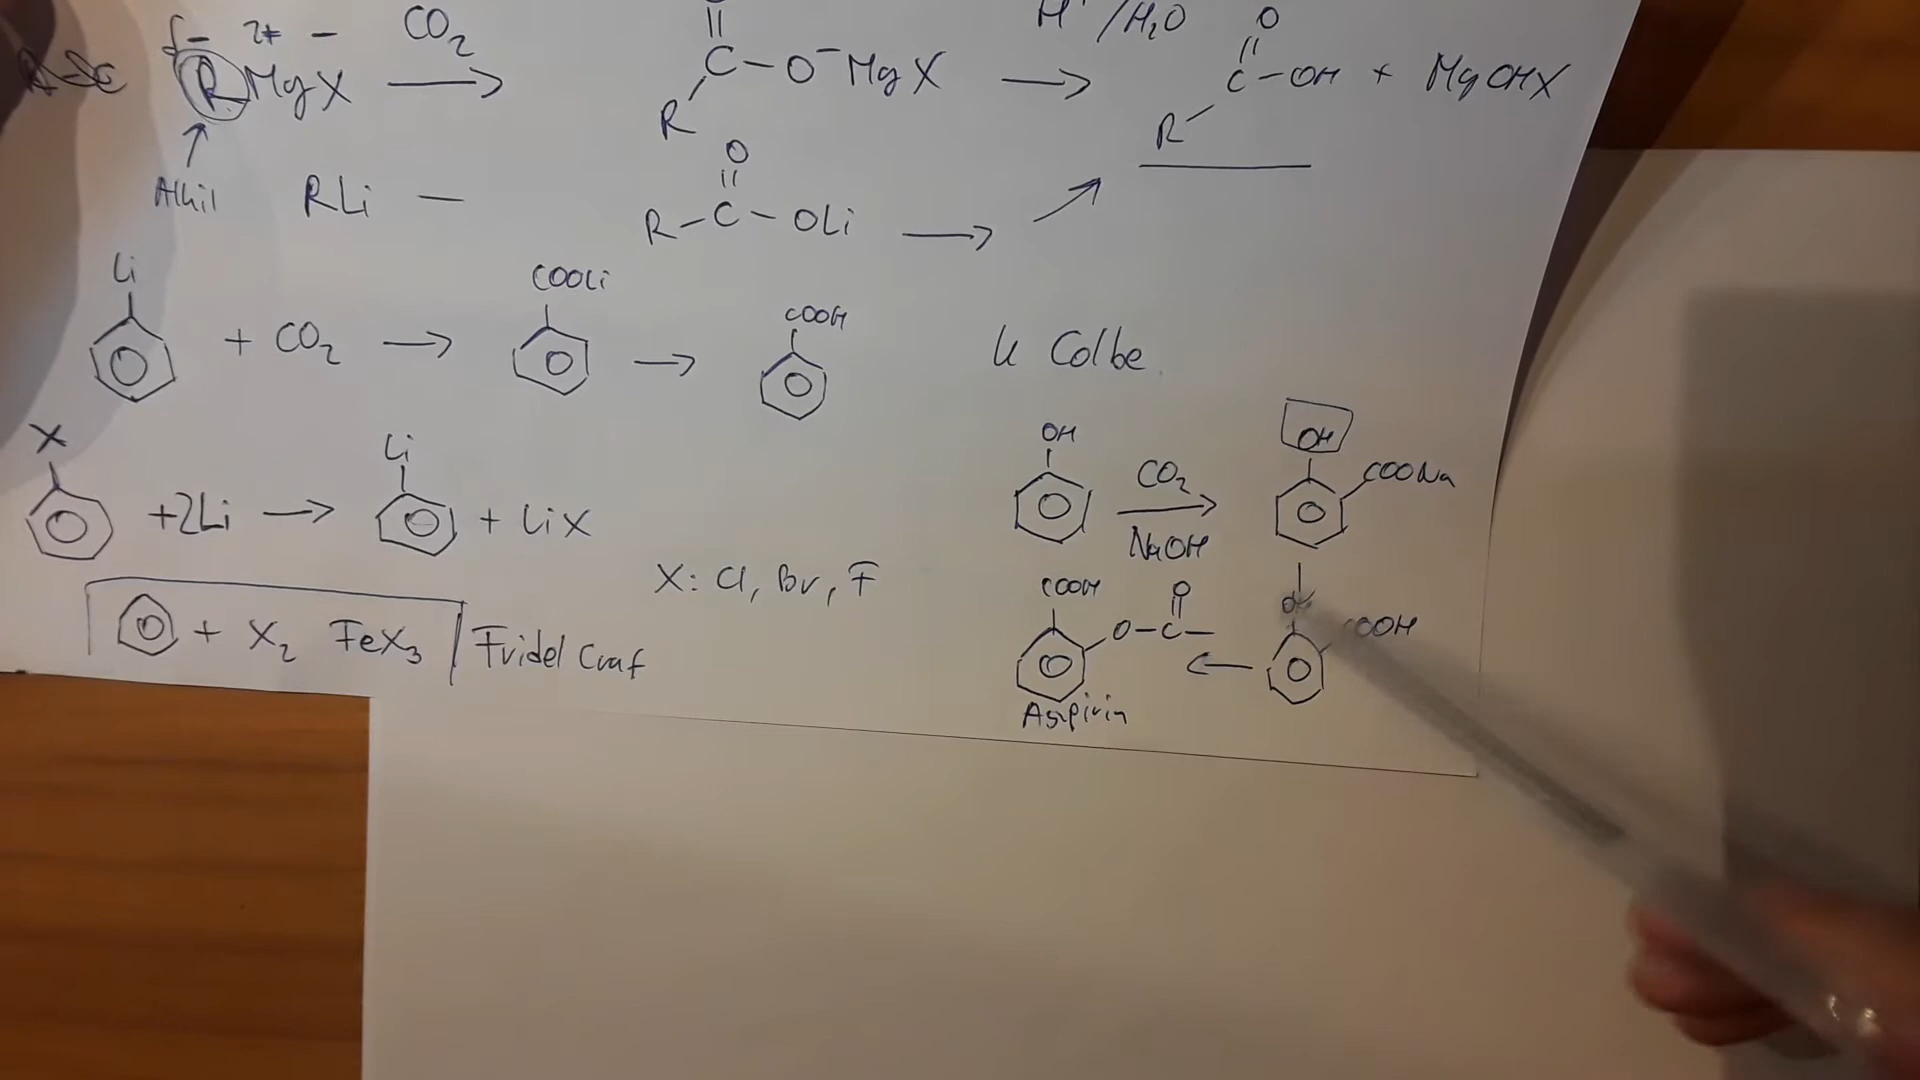 R MgX CO2 C-O⁻MgX H⁺/H2O O
R C-OH + MgOHX
R
Alkil RLi O
R-C-OLi
Li COOLi COOH
+ CO2
Colbe
X Li OH OH
+2Li + LiX CO2 COONa
NaOH
X: Cl, Br, F
COOH O OH COOH
O-C
+ X2 FeX3 Fridel Craf
Aspirin